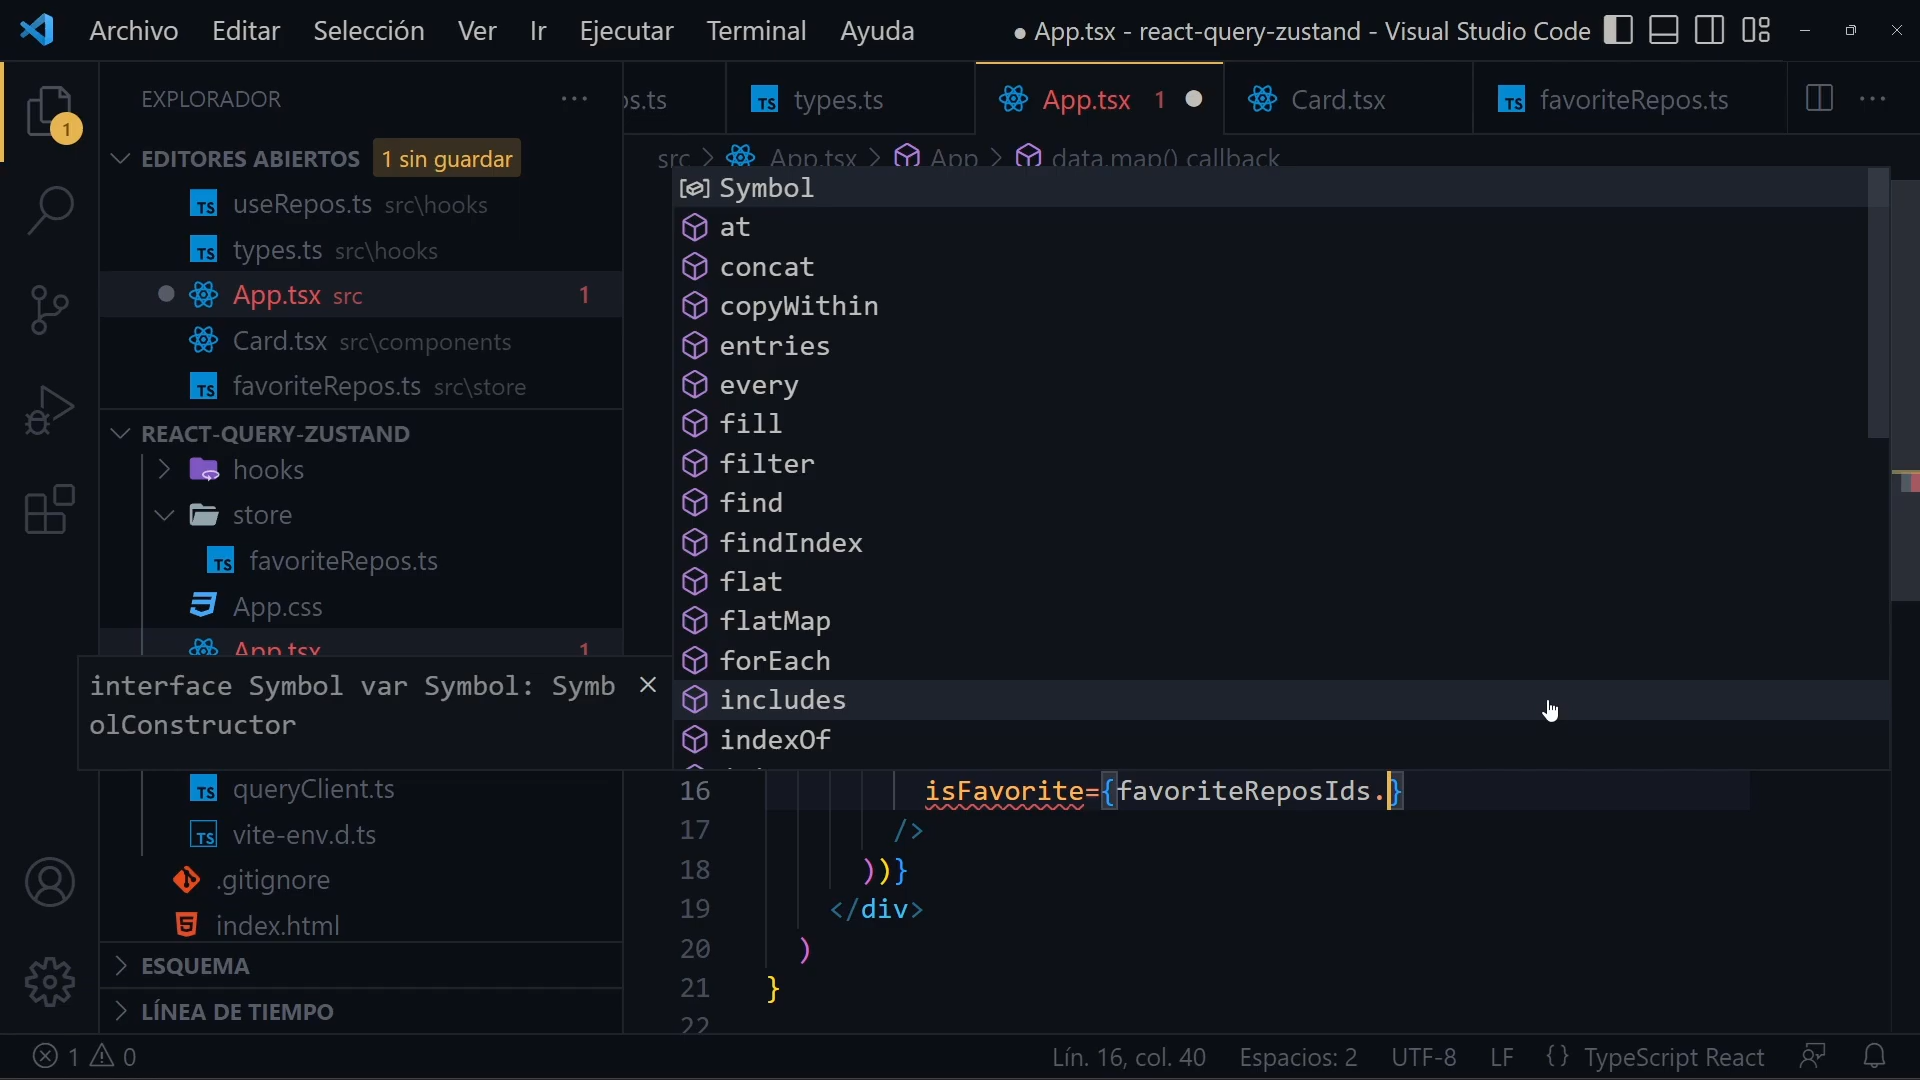 Archivo Editar Selección Ver Ir Ejecutar Terminal Ayuda
● App.tsx - react-query-zustand - Visual Studio Code
EXPLORADOR
1
EDITORES ABIERTOS 1 sin guardar
useRepos.ts src\hooks
types.ts src\hooks
App.tsx src 1
Card.tsx src\components
favoriteRepos.ts src\store
REACT-QUERY-ZUSTAND
hooks
store
favoriteRepos.ts
App.css
App.tsx 1
interface Symbol var Symbol: Symb
olConstructor
queryClient.ts
vite-env.d.ts
.gitignore
index.html
ESQUEMA
LÍNEA DE TIEMPO
types.ts
App.tsx 1
Card.tsx
favoriteRepos.ts
src > App.tsx > App > data.map() callback
Symbol
at
concat
copyWithin
entries
every
fill
filter
find
findIndex
flat
flatMap
forEach
includes
indexOf
16 isFavorite={favoriteReposIds.}
17 />
18 ))}
19 </div>
20 )
21 }
22
1 0
Lín. 16, col. 40 Espacios: 2 UTF-8 LF {} TypeScript React